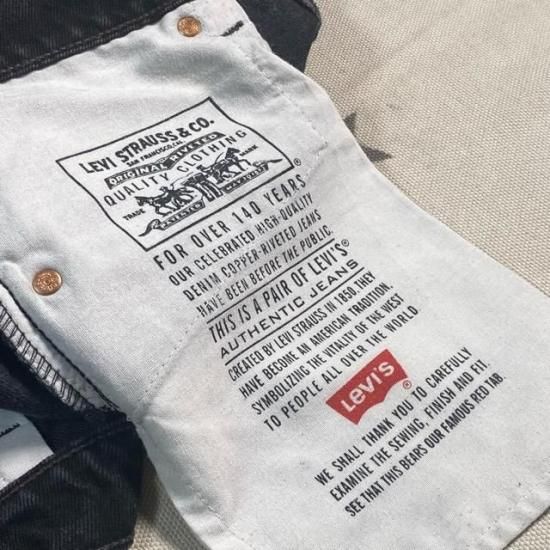 LEVI STRAUSS & CO.
SAN FRANCISCO, CAL.
ORIGINAL RIVETED
QUALITY CLOTHING
TRADE MARK
PATENTED MAY 20 1873
®
FOR OVER 140 YEARS
OUR CELEBRATED HIGH-QUALITY
DENIM COPPER-RIVETED JEANS
HAVE BEEN BEFORE THE PUBLIC.
THIS IS A PAIR OF LEVI'S®
AUTHENTIC JEANS
CREATED BY LEVI STRAUSS IN 1850, THEY
HAVE BECOME AN AMERICAN TRADITION,
SYMBOLIZING THE VITALITY OF THE WEST
TO PEOPLE ALL OVER THE WORLD.
LEVI'S®
WE SHALL THANK YOU TO CAREFULLY
EXAMINE THE SEWING, FINISH AND FIT.
SEE THAT THIS BEARS OUR FAMOUS RED TAB.